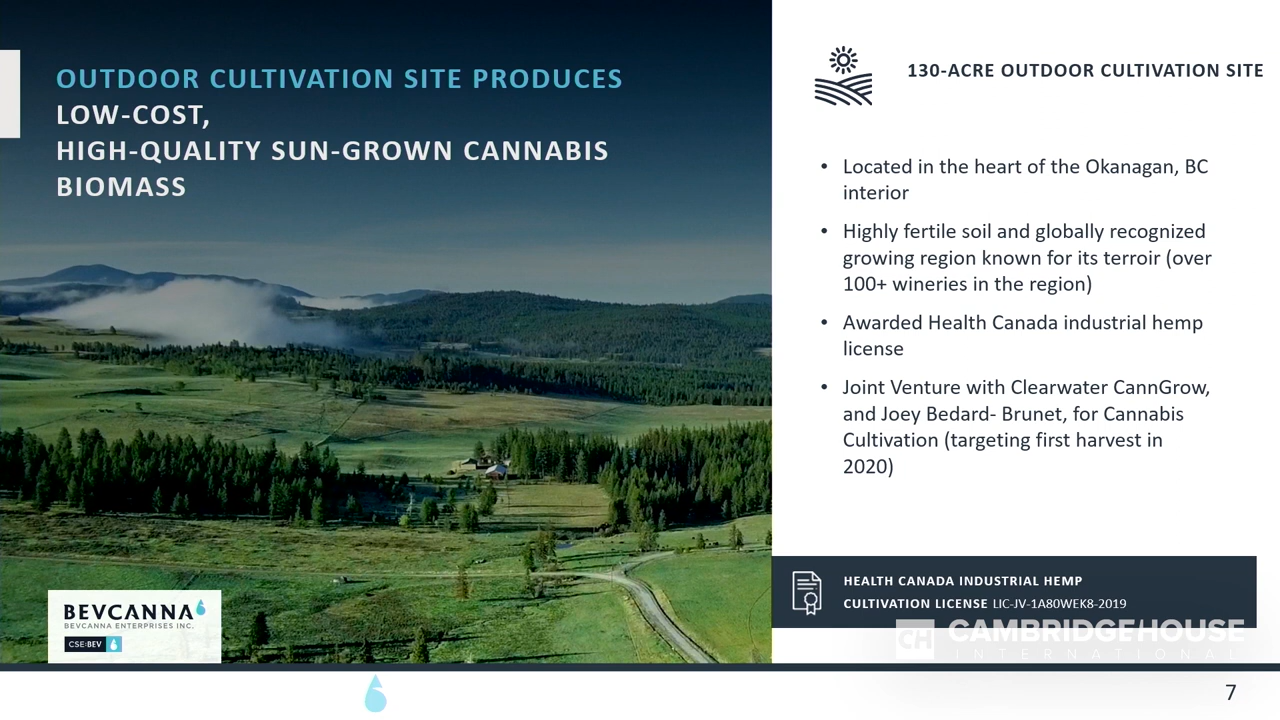 OUTDOOR CULTIVATION SITE PRODUCES
LOW-COST,
HIGH-QUALITY SUN-GROWN CANNABIS
BIOMASS
130-ACRE OUTDOOR CULTIVATION SITE
• Located in the heart of the Okanagan, BC
interior
• Highly fertile soil and globally recognized
growing region known for its terroir (over
100+ wineries in the region)
• Awarded Health Canada industrial hemp
license
• Joint Venture with Clearwater CannGrow,
and Joey Bedard- Brunet, for Cannabis
Cultivation (targeting first harvest in
2020)
HEALTH CANADA INDUSTRIAL HEMP
CULTIVATION LICENSE LIC-JV-1A80WEK8-2019
BEVCANNA
BEVCANNA ENTERPRISES INC.
CSE:BEV
CH CAMBRIDGE HOUSE
INTERNATIONAL
7